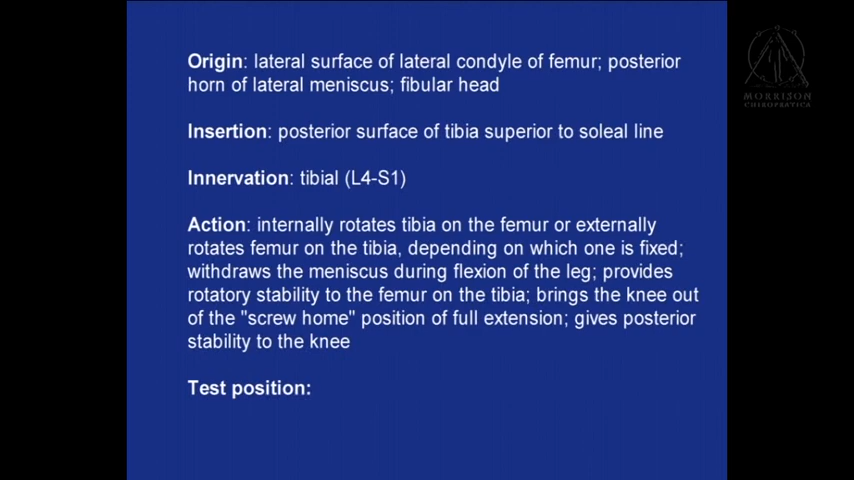 Origin: lateral surface of lateral condyle of femur; posterior
horn of lateral meniscus; fibular head
Insertion: posterior surface of tibia superior to soleal line
Innervation: tibial (L4-S1)
Action: internally rotates tibia on the femur or externally
rotates femur on the tibia, depending on which one is fixed;
withdraws the meniscus during flexion of the leg; provides
rotatory stability to the femur on the tibia; brings the knee out
of the "screw home" position of full extension; gives posterior
stability to the knee
Test position:
MORRISON
CHIROPRATICA